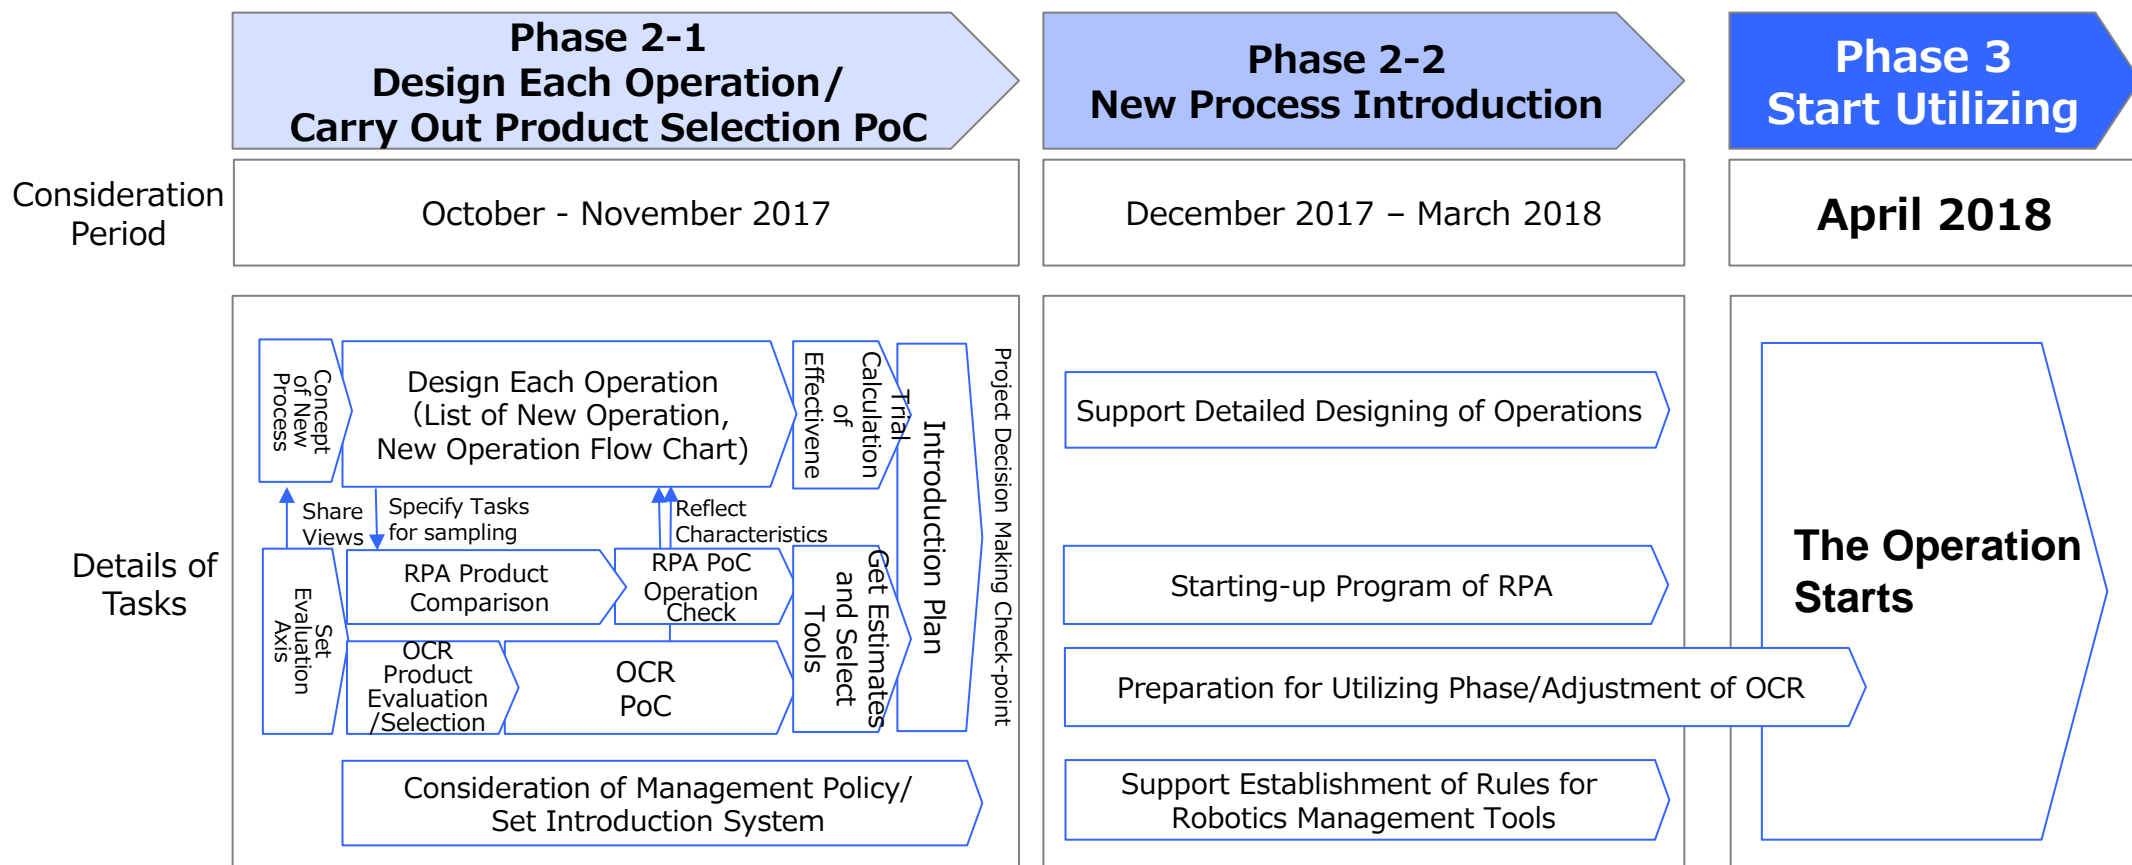 Phase 2-1
Design Each Operation/
Carry Out Product Selection PoC
Phase 2-2
New Process Introduction
Phase 3
Start Utilizing
Consideration
Period
October - November 2017
December 2017 – March 2018
April 2018
Details of
Tasks
Concept
of New
Process
Design Each Operation
（List of New Operation,
New Operation Flow Chart)
Trial
Calculation
of
Effectivene
Introduction Plan
Project Decision Making Check-point
Share
Views
Specify Tasks
for sampling
Reflect
Characteristics
Set
Evaluation
Axis
RPA Product
Comparison
RPA PoC
Operation
Check
OCR
Product
Evaluation
/Selection
OCR
PoC
Get Estimates
and Select
Tools
Consideration of Management Policy/
Set Introduction System
Support Detailed Designing of Operations
Starting-up Program of RPA
Preparation for Utilizing Phase/Adjustment of OCR
Support Establishment of Rules for
Robotics Management Tools
The Operation
Starts